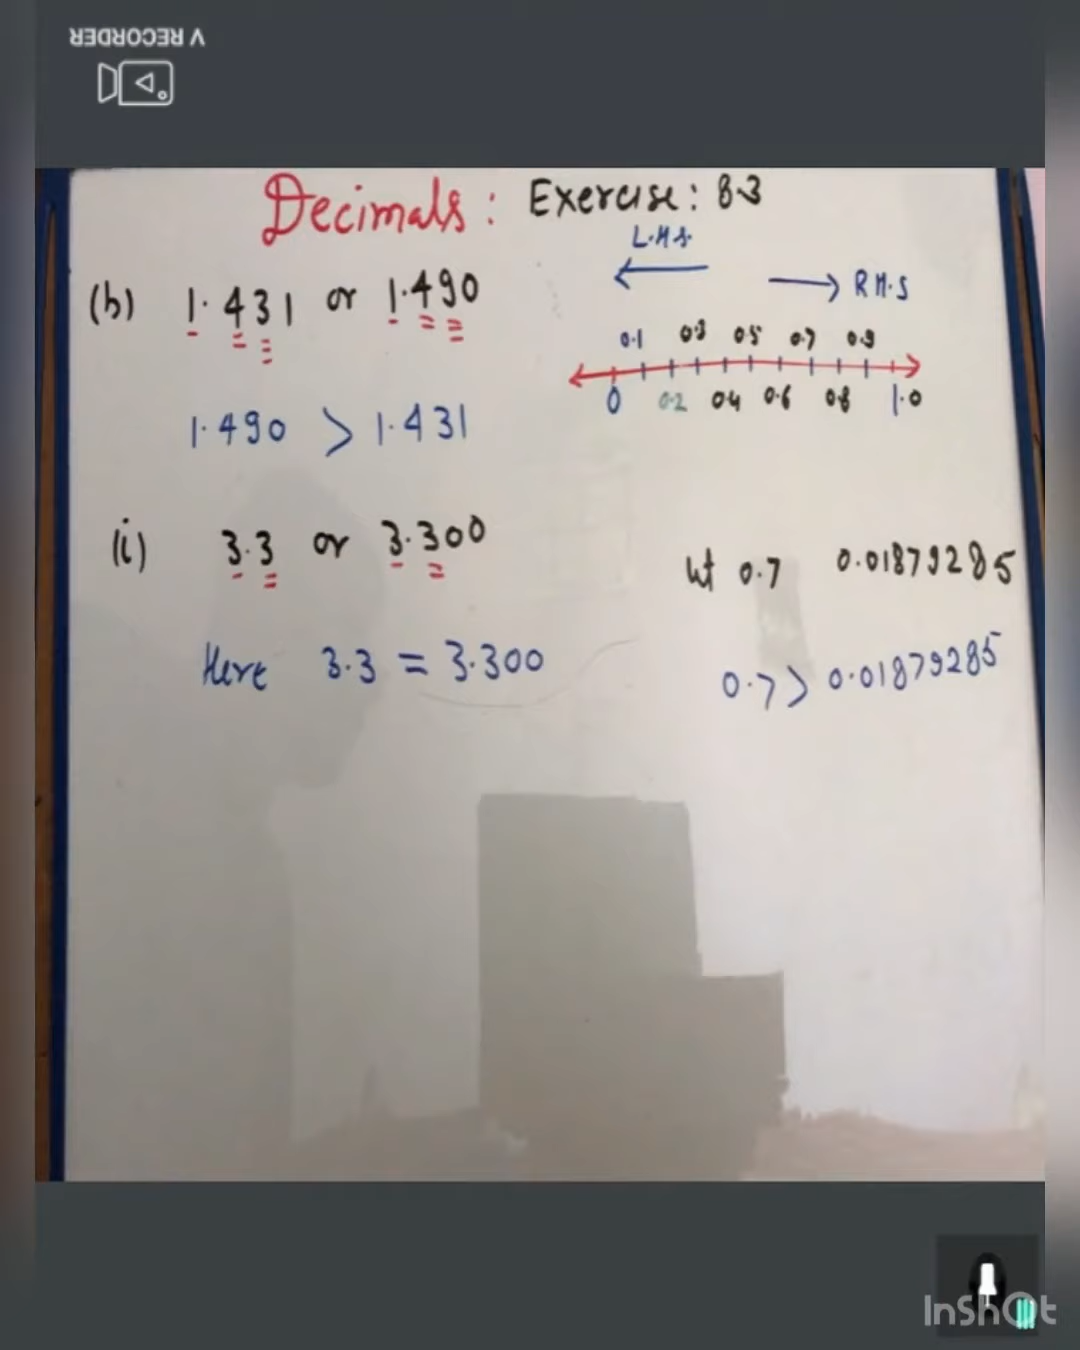 V RECORDER
Decimals : Exercise: 8.3
L.H.S.
R.H.S
(h) 1.431 or 1.490
0.1 0.3 0.5 0.7 0.9
0 0.2 0.4 0.6 0.8 1.0
1.490 > 1.431
(i) 3.3 or 3.300
0.7 0.01879285
Here 3.3 = 3.300
0.7 > 0.01879285
InShOt